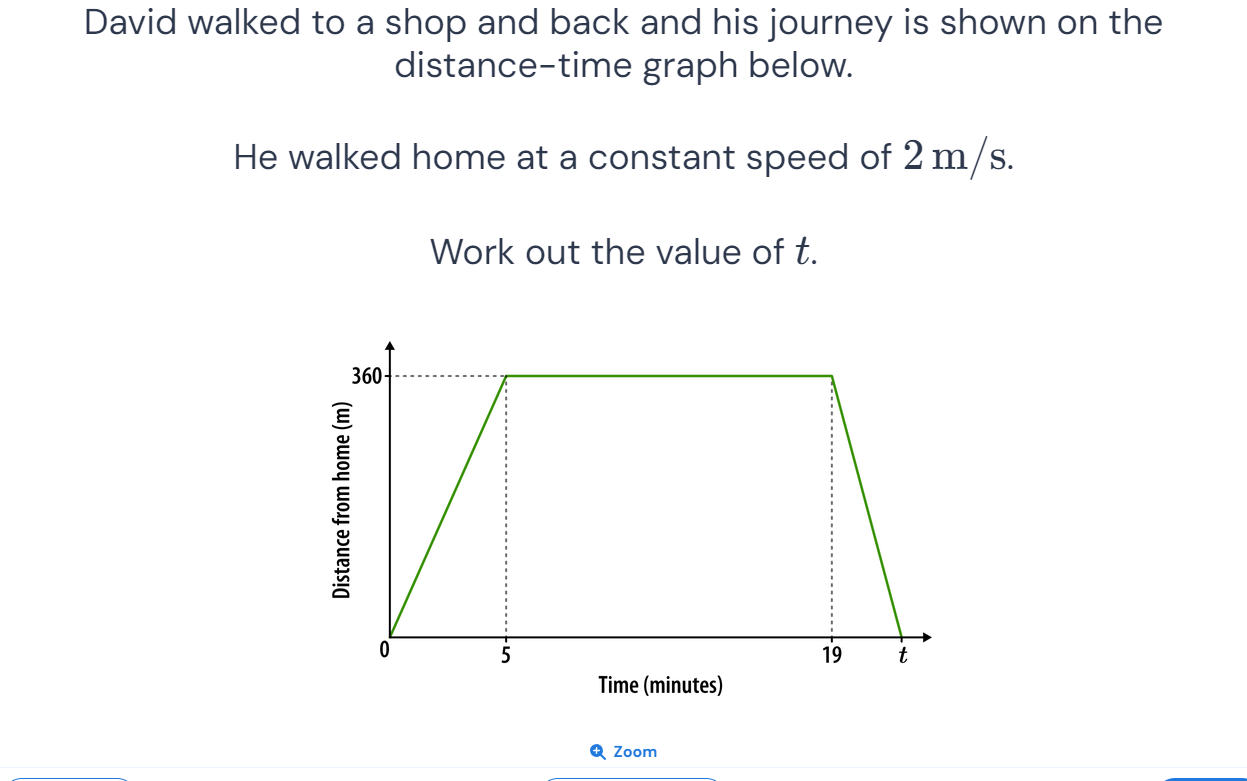 David walked to a shop and back and his journey is shown on the
distance-time graph below.
He walked home at a constant speed of 2 m/s.
Work out the value of t.
360
Distance from home (m)
0
5
19
t
Time (minutes)
Zoom